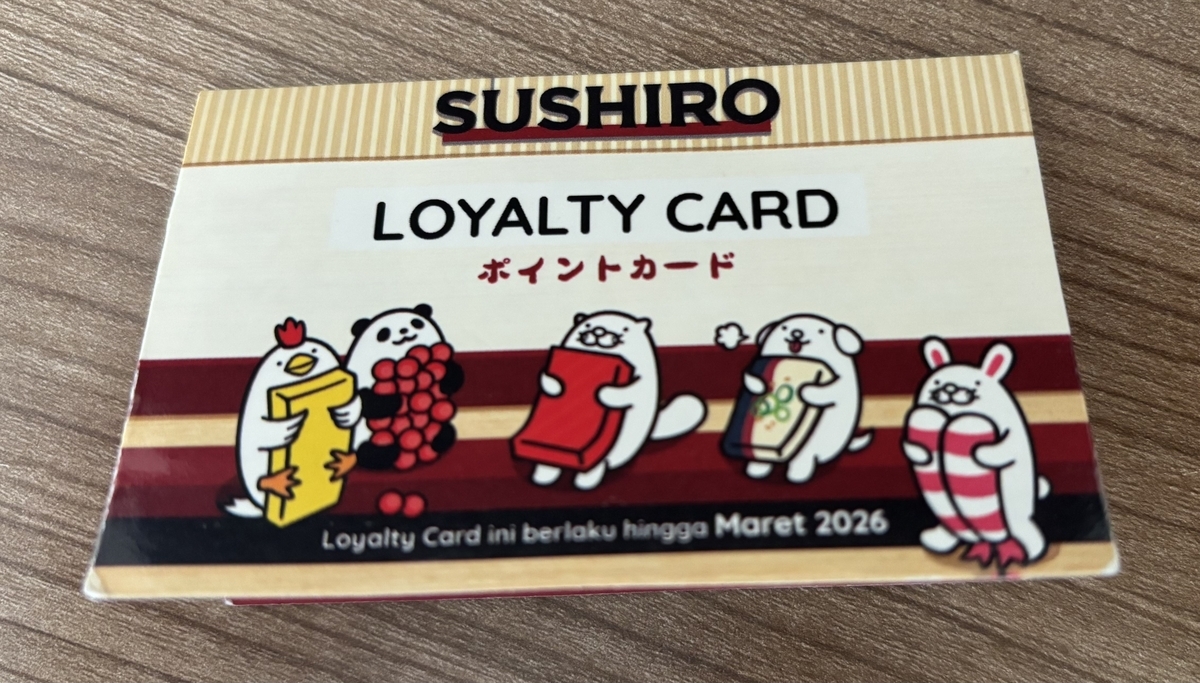 SUSHIRO
LOYALTY CARD
ポイントカード
Loyalty Card ini berlaku hingga Maret 2026